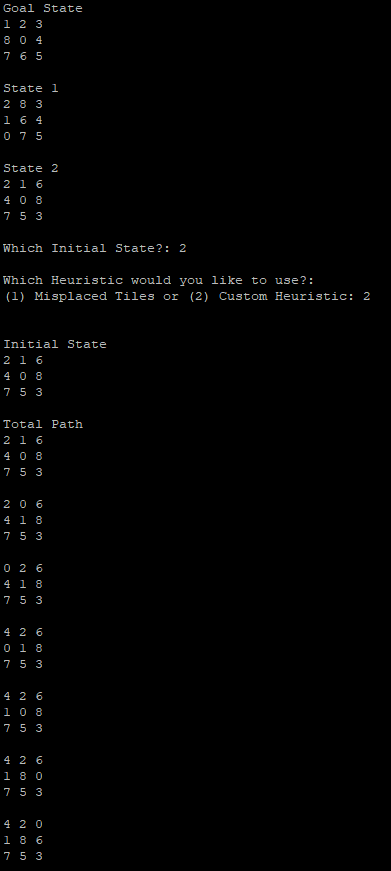 Goal State
1 2 3
8 0 4
7 6 5
State 1
2 8 3
1 6 4
0 7 5
State 2
2 1 6
4 0 8
7 5 3
Which Initial State?: 2
Which Heuristic would you like to use?:
(1) Misplaced Tiles or (2) Custom Heuristic: 2
Initial State
2 1 6
4 0 8
7 5 3
Total Path
2 1 6
4 0 8
7 5 3
2 0 6
4 1 8
7 5 3
0 2 6
4 1 8
7 5 3
4 2 6
0 1 8
7 5 3
4 2 6
1 0 8
7 5 3
4 2 6
1 8 0
7 5 3
4 2 0
1 8 6
7 5 3